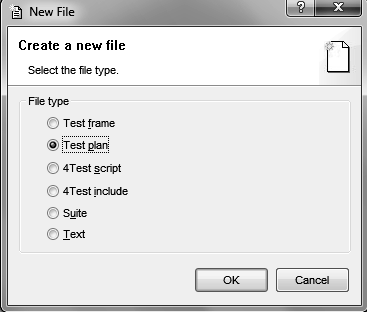 New File
?
Create a new file
Select the file type.
File type
Test frame
Test plan
4Test script
4Test include
Suite
Text
OK
Cancel